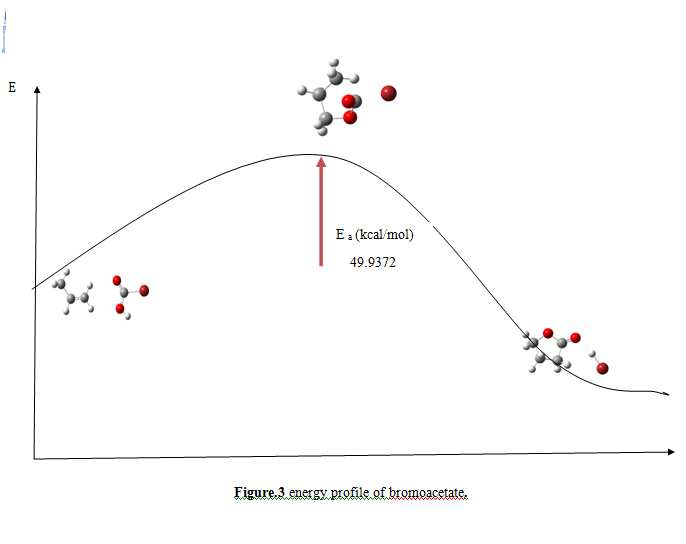 E
E a (kcal/mol)
49.9372
Figure.3 energy profile of bromoacetate.